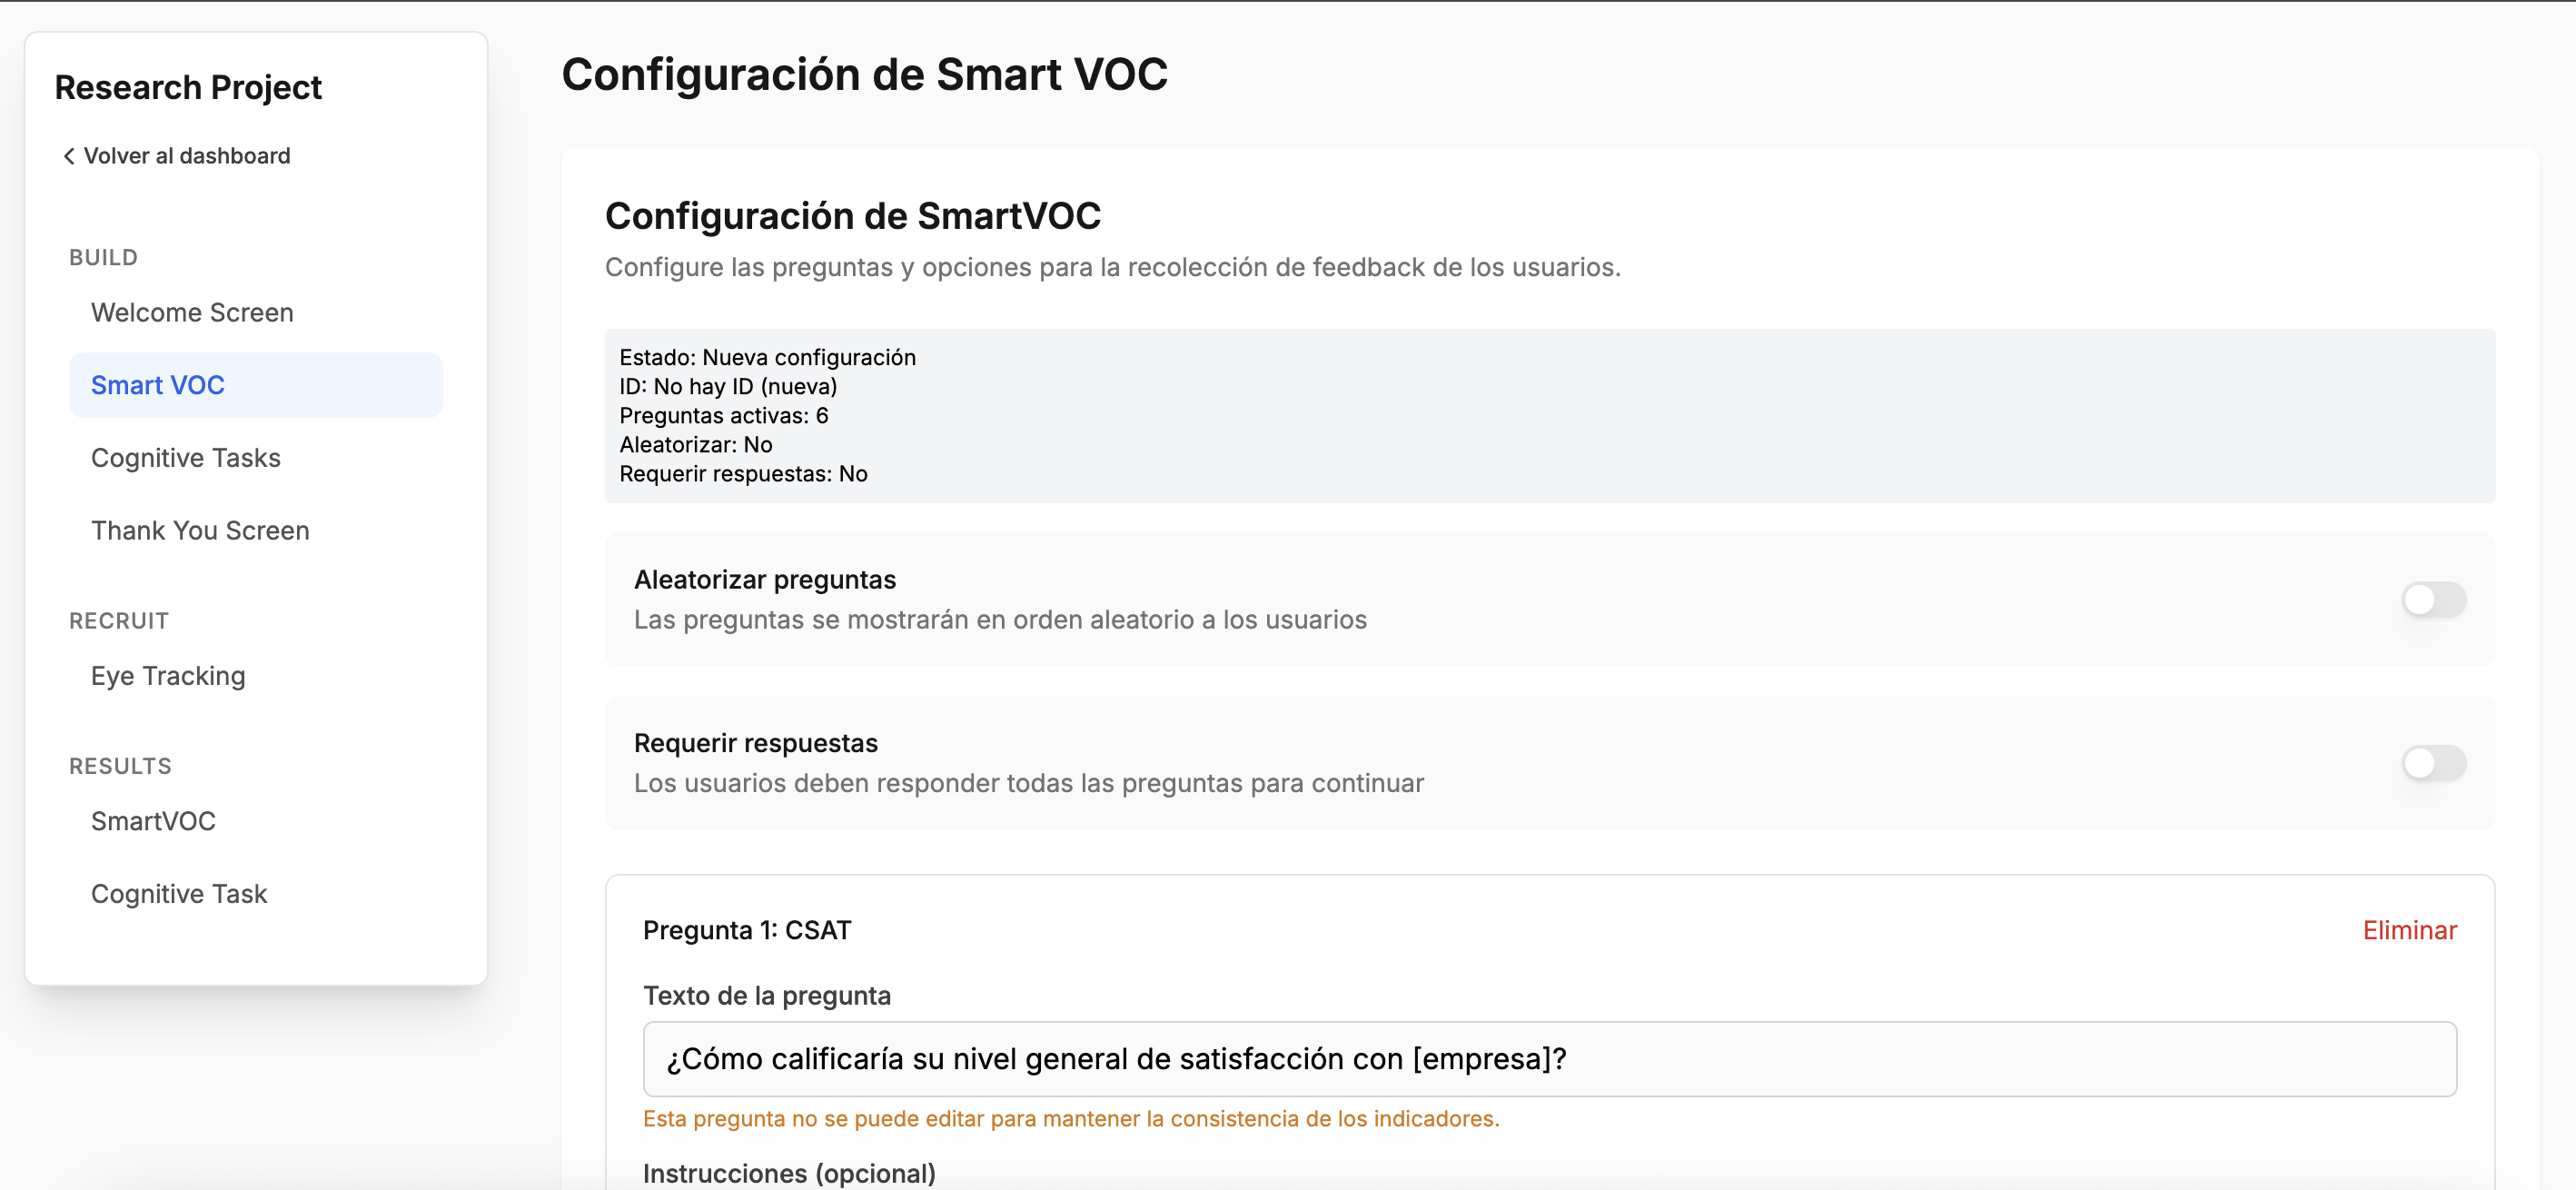 Research Project
Volver al dashboard
BUILD
Welcome Screen
Smart VOC
Cognitive Tasks
Thank You Screen
RECRUIT
Eye Tracking
RESULTS
SmartVOC
Cognitive Task
Configuración de Smart VOC
Configuración de SmartVOC
Configure las preguntas y opciones para la recolección de feedback de los usuarios.
Estado: Nueva configuración
ID: No hay ID (nueva)
Preguntas activas: 6
Aleatorizar: No
Requerir respuestas: No
Aleatorizar preguntas
Las preguntas se mostrarán en orden aleatorio a los usuarios
Requerir respuestas
Los usuarios deben responder todas las preguntas para continuar
Pregunta 1: CSAT
Eliminar
Texto de la pregunta
¿Cómo calificaría su nivel general de satisfacción con [empresa]?
Esta pregunta no se puede editar para mantener la consistencia de los indicadores.
Instrucciones (opcional)